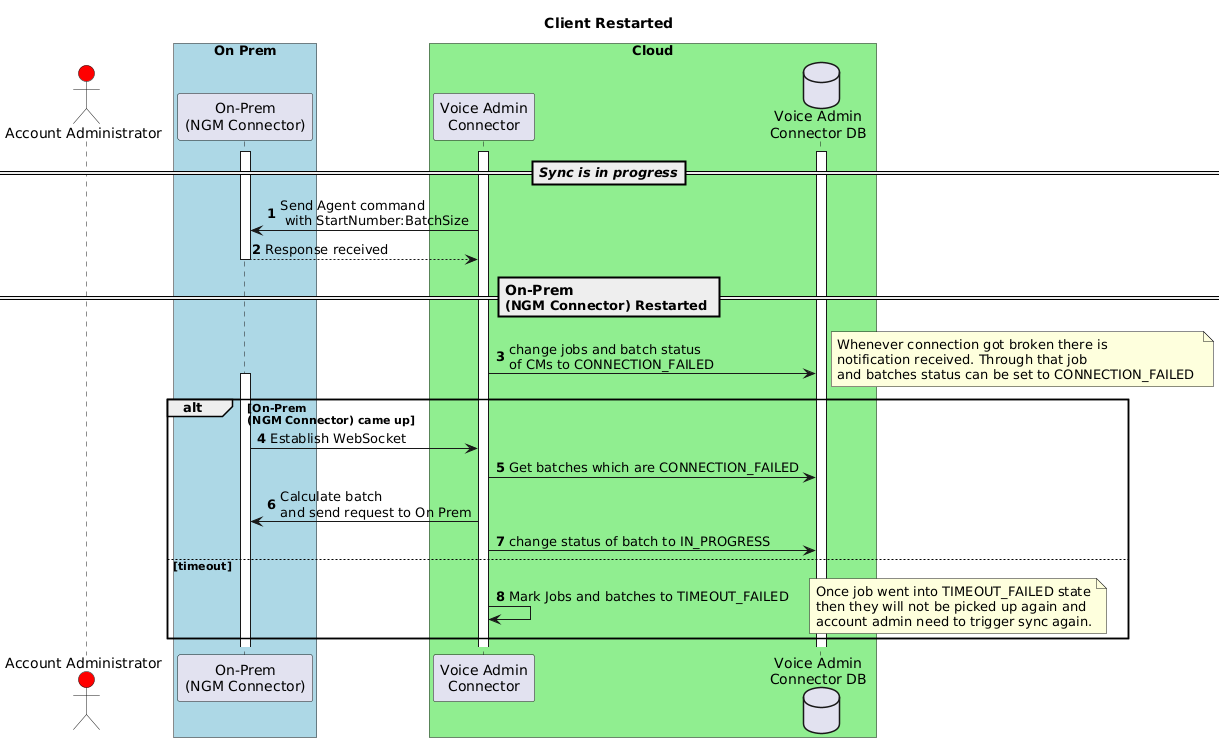 Client Restarted
On Prem
Cloud
Account Administrator
On-Prem
(NGM Connector)
Voice Admin
Connector
Voice Admin
Connector DB
Sync is in progress
1 Send Agent command
with StartNumber:BatchSize
2 Response received
On-Prem
(NGM Connector) Restarted
3 change jobs and batch status
of CMs to CONNECTION_FAILED
Whenever connection got broken there is
notification received. Through that job
and batches status can be set to CONNECTION_FAILED
alt
[On-Prem
(NGM Connector) came up]
4 Establish WebSocket
5 Get batches which are CONNECTION_FAILED
6 Calculate batch
and send request to On Prem
7 change status of batch to IN_PROGRESS
[timeout]
8 Mark Jobs and batches to TIMEOUT_FAILED
Once job went into TIMEOUT_FAILED state
then they will not be picked up again and
account admin need to trigger sync again.
Account Administrator
On-Prem
(NGM Connector)
Voice Admin
Connector
Voice Admin
Connector DB